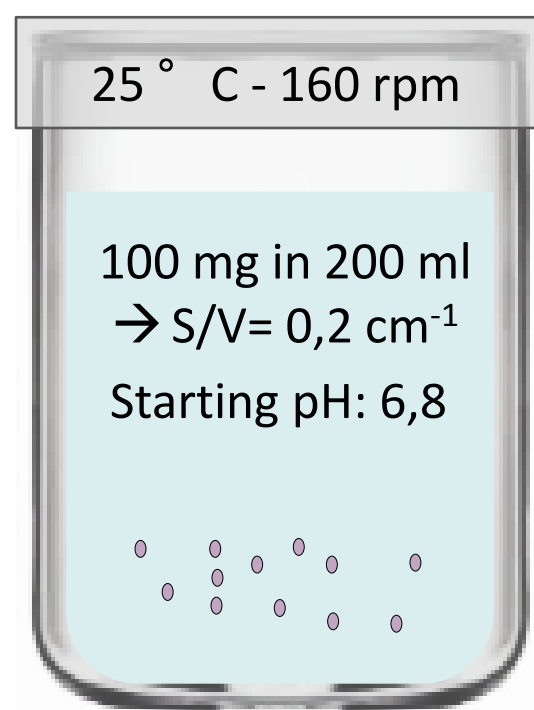 25 ° C - 160 rpm
100 mg in 200 ml
→ S/V= 0,2 cm⁻¹
Starting pH: 6,8